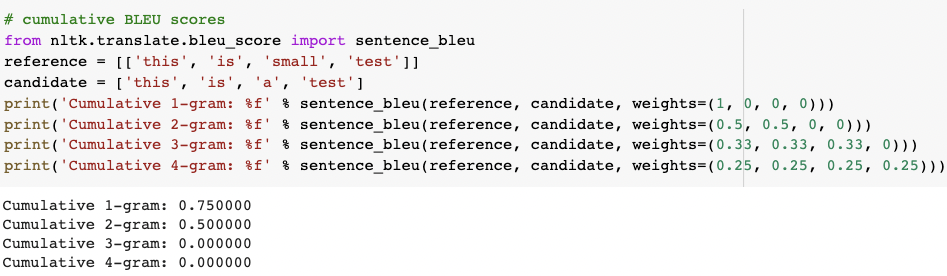 # cumulative BLEU scores
from nltk.translate.bleu_score import sentence_bleu
reference = [['this', 'is', 'small', 'test']]
candidate = ['this', 'is', 'a', 'test']
print('Cumulative 1-gram: %f' % sentence_bleu(reference, candidate, weights=(1, 0, 0, 0)))
print('Cumulative 2-gram: %f' % sentence_bleu(reference, candidate, weights=(0.5, 0.5, 0, 0)))
print('Cumulative 3-gram: %f' % sentence_bleu(reference, candidate, weights=(0.33, 0.33, 0.33, 0)))
print('Cumulative 4-gram: %f' % sentence_bleu(reference, candidate, weights=(0.25, 0.25, 0.25, 0.25)))
Cumulative 1-gram: 0.750000
Cumulative 2-gram: 0.500000
Cumulative 3-gram: 0.000000
Cumulative 4-gram: 0.000000